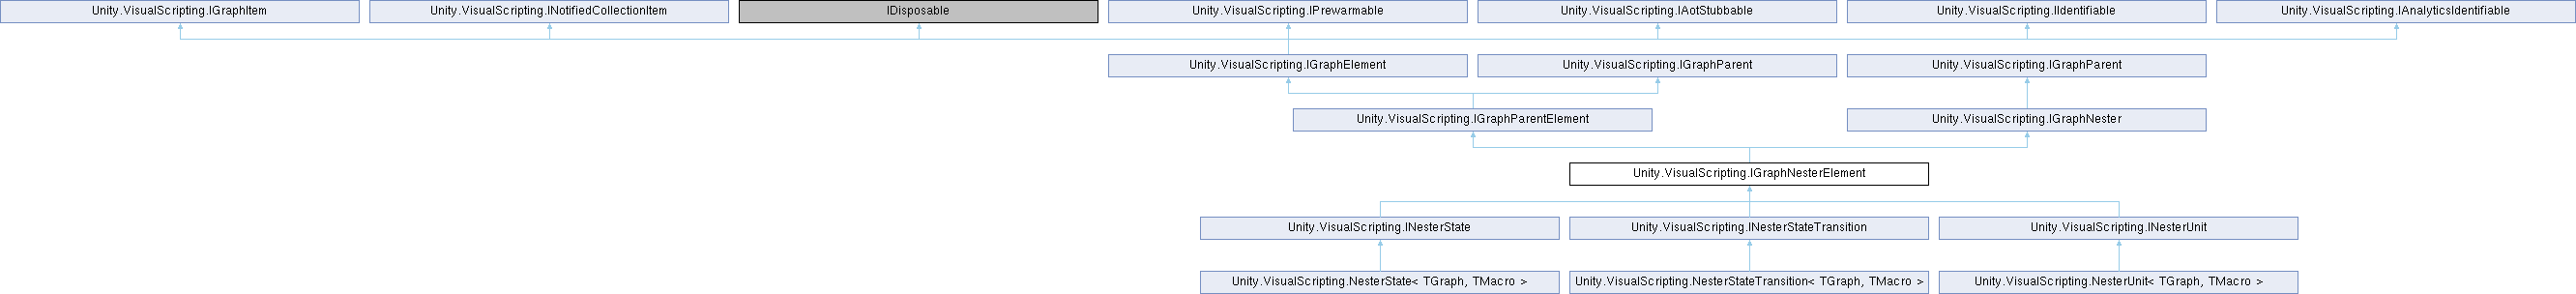 Unity.VisualScripting.IGraphItem
Unity.VisualScripting.INotifiedCollectionItem
IDisposable
Unity.VisualScripting.IPrewarmable
Unity.VisualScripting.IAotStubbable
Unity.VisualScripting.IIdentifiable
Unity.VisualScripting.IAnalyticsIdentifiable
Unity.VisualScripting.IGraphElement
Unity.VisualScripting.IGraphParent
Unity.VisualScripting.IGraphParent
Unity.VisualScripting.IGraphParentElement
Unity.VisualScripting.IGraphNester
Unity.VisualScripting.IGraphNesterElement
Unity.VisualScripting.INesterState
Unity.VisualScripting.INesterStateTransition
Unity.VisualScripting.INesterUnit
Unity.VisualScripting.NesterState< TGraph, TMacro >
Unity.VisualScripting.NesterStateTransition< TGraph, TMacro >
Unity.VisualScripting.NesterUnit< TGraph, TMacro >